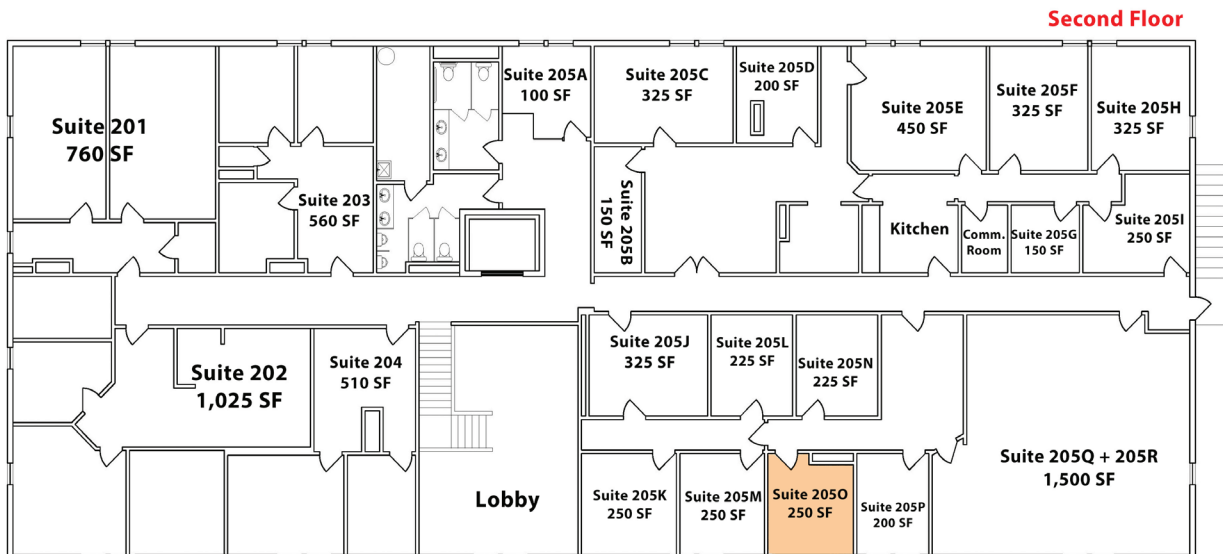 Second Floor
Suite 201
760 SF
Suite 203
560 SF
Suite 205A
100 SF
Suite 205B
150 SF
Suite 205C
325 SF
Suite 205D
200 SF
Suite 205E
450 SF
Suite 205F
325 SF
Suite 205H
325 SF
Kitchen
Comm.
Room
Suite 205G
150 SF
Suite 205I
250 SF
Suite 202
1,025 SF
Suite 204
510 SF
Lobby
Suite 205J
325 SF
Suite 205L
225 SF
Suite 205N
225 SF
Suite 205K
250 SF
Suite 205M
250 SF
Suite 205O
250 SF
Suite 205P
200 SF
Suite 205Q + 205R
1,500 SF